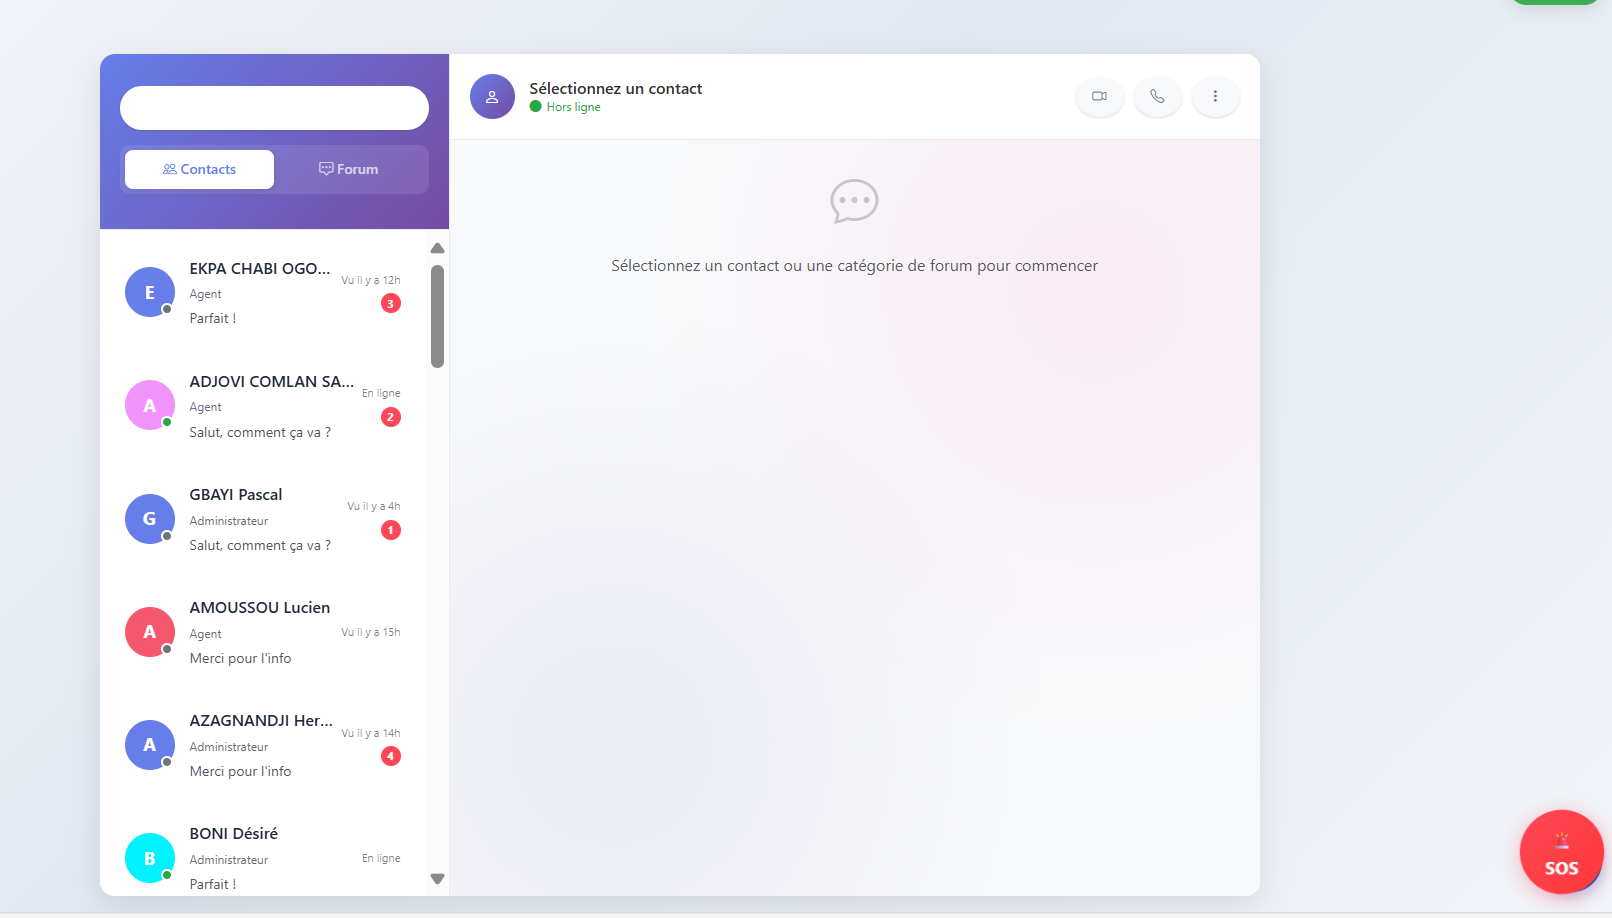 Contacts
Forum
EKPA CHABI OGO...
Vu il y a 12h
Agent
3
Parfait !
ADJOVI COMLAN SA...
En ligne
Agent
2
Salut, comment ça va ?
GBAYI Pascal
Vu il y a 4h
Administrateur
1
Salut, comment ça va ?
AMOUSSOU Lucien
Agent
Vu il y a 15h
Merci pour l'info
AZAGNANDJI Her...
Vu il y a 14h
Administrateur
4
Merci pour l'info
BONI Désiré
Administrateur
En ligne
Parfait !
Sélectionnez un contact
Hors ligne
Sélectionnez un contact ou une catégorie de forum pour commencer
SOS